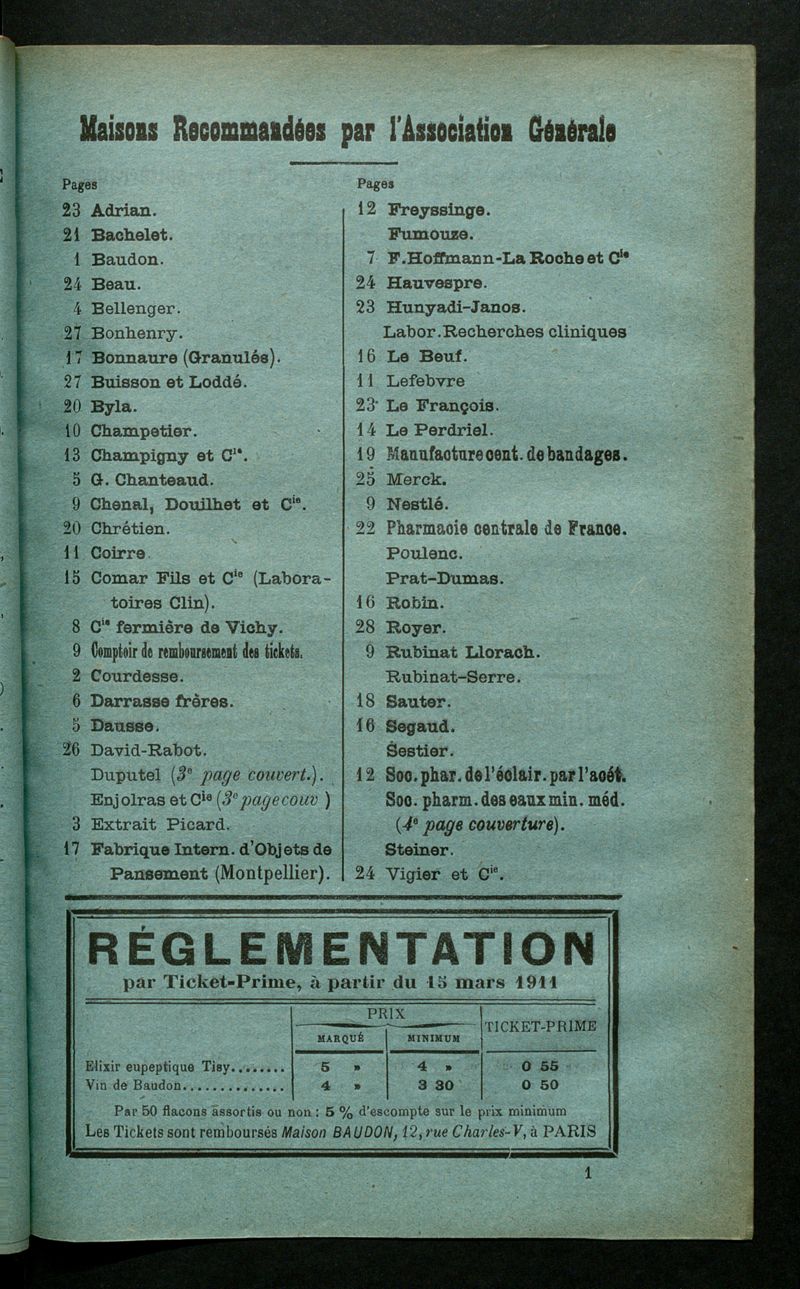 Maisons Recommandées par l'Association Générale
Pages
23 Adrian.
21 Bachelet.
1 Baudon.
24 Beau.
4 Bellenger.
27 Bonhenry.
17 Bonnaure (Granulés).
27 Buisson et Loddé.
20 Byla.
10 Champetier.
13 Champigny et Cie.
5 G. Chanteaud.
9 Chenal, Douilhet et Cie.
20 Chrétien.
11 Coirre
15 Comar Fils et Cie (Labora-
toires Clin).
8 Cie fermière de Vichy.
9 Comptoir de remboursement des tickets.
2 Courdesse.
6 Darrasse frères.
5 Dausse.
26 David-Rabot.
Duputel (3e page couvert.).
Enjolras et Cie (3e page couv )
3 Extrait Picard.
17 Fabrique Intern. d'Objets de
Pansement (Montpellier).
Pages
12 Freyssinge.
Fumouze.
7 F. Hoffmann-La Roche et Cie
24 Hauvespre.
23 Hunyadi-Janos.
Labor. Recherches cliniques
16 Le Beuf.
11 Lefebvre
23 Le François.
14 Le Perdriel.
19 Manufacture cent. de bandages.
25 Merck.
9 Nestlé.
22 Pharmacie centrale de France.
Poulenc.
Prat-Dumas.
16 Robin.
28 Royer.
9 Rubinat Llorach.
Rubinat-Serre.
18 Sauter.
16 Segaud.
Sestier.
12 Soc. phar. de l'éclair. par l'acét.
Soc. pharm. des eaux min. méd.
(4e page couverture).
Steiner.
24 Vigier et Cie.
RÉGLEMENTATION
par Ticket-Prime, à partir du 15 mars 1911
PRIX
MARQUÉ MINIMUM TICKET-PRIME
Elixir eupeptique Tisy........ 5 » 4 » 0 55
Vin de Baudon.............. 4 » 3 30 0 50
Par 50 flacons assortis ou non : 5 % d'escompte sur le prix minimum
Les Tickets sont remboursés Maison BAUDON, 12, rue Charles-V, à PARIS
1